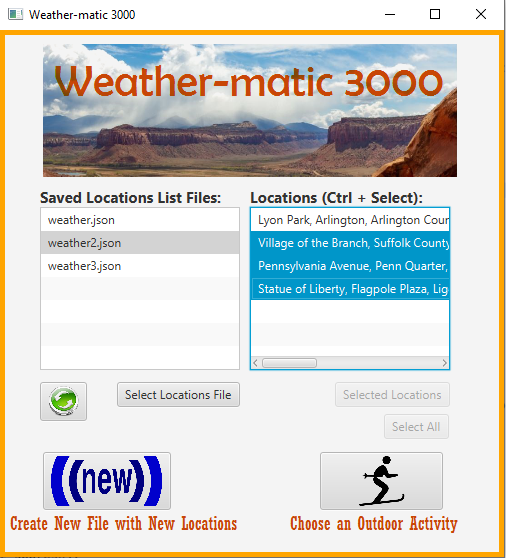 Weather-matic 3000
Weather-matic 3000
Saved Locations List Files:
Locations (Ctrl + Select):
weather.json
weather2.json
weather3.json
Lyon Park, Arlington, Arlington Cour
Village of the Branch, Suffolk County
Pennsylvania Avenue, Penn Quarter,
Statue of Liberty, Flagpole Plaza, Lig
Select Locations File
Selected Locations
Select All
((new))
Create New File with New Locations
Choose an Outdoor Activity